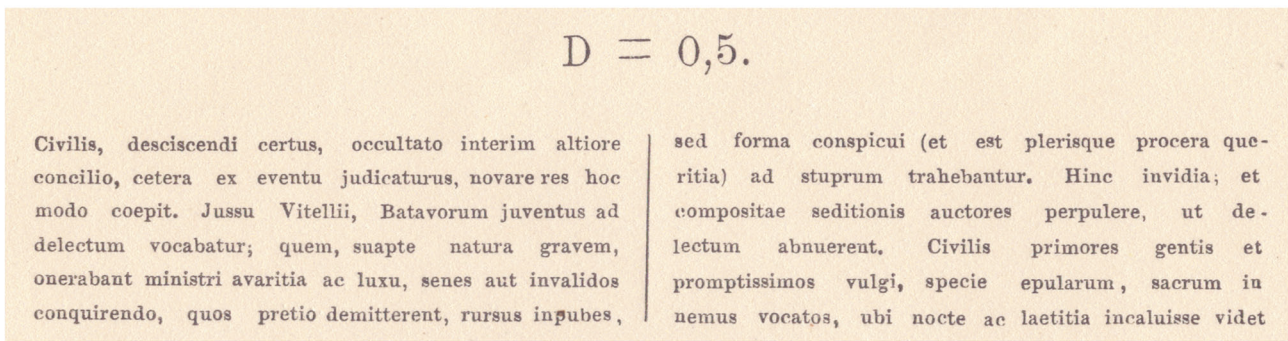 D = 0,5.
Civilis, desciscendi certus, occultato interim altiore
concilio, cetera ex eventu judicaturus, novare res hoc
modo coepit. Jussu Vitellii, Batavorum juventus ad
delectum vocabatur; quem, suapte natura gravem,
onerabant ministri avaritia ac luxu, senes aut invalidos
conquirendo, quos pretio demitterent, rursus inpubes,
sed forma conspicui (et est plerisque procera que-
ritia) ad stuprum trahebantur. Hinc invidia; et
compositae seditionis auctores perpulere, ut de-
lectum abnuerent. Civilis primores gentis et
promptissimos vulgi, specie epularum, sacrum in
nemus vocatos, ubi nocte ac laetitia incaluisse videt